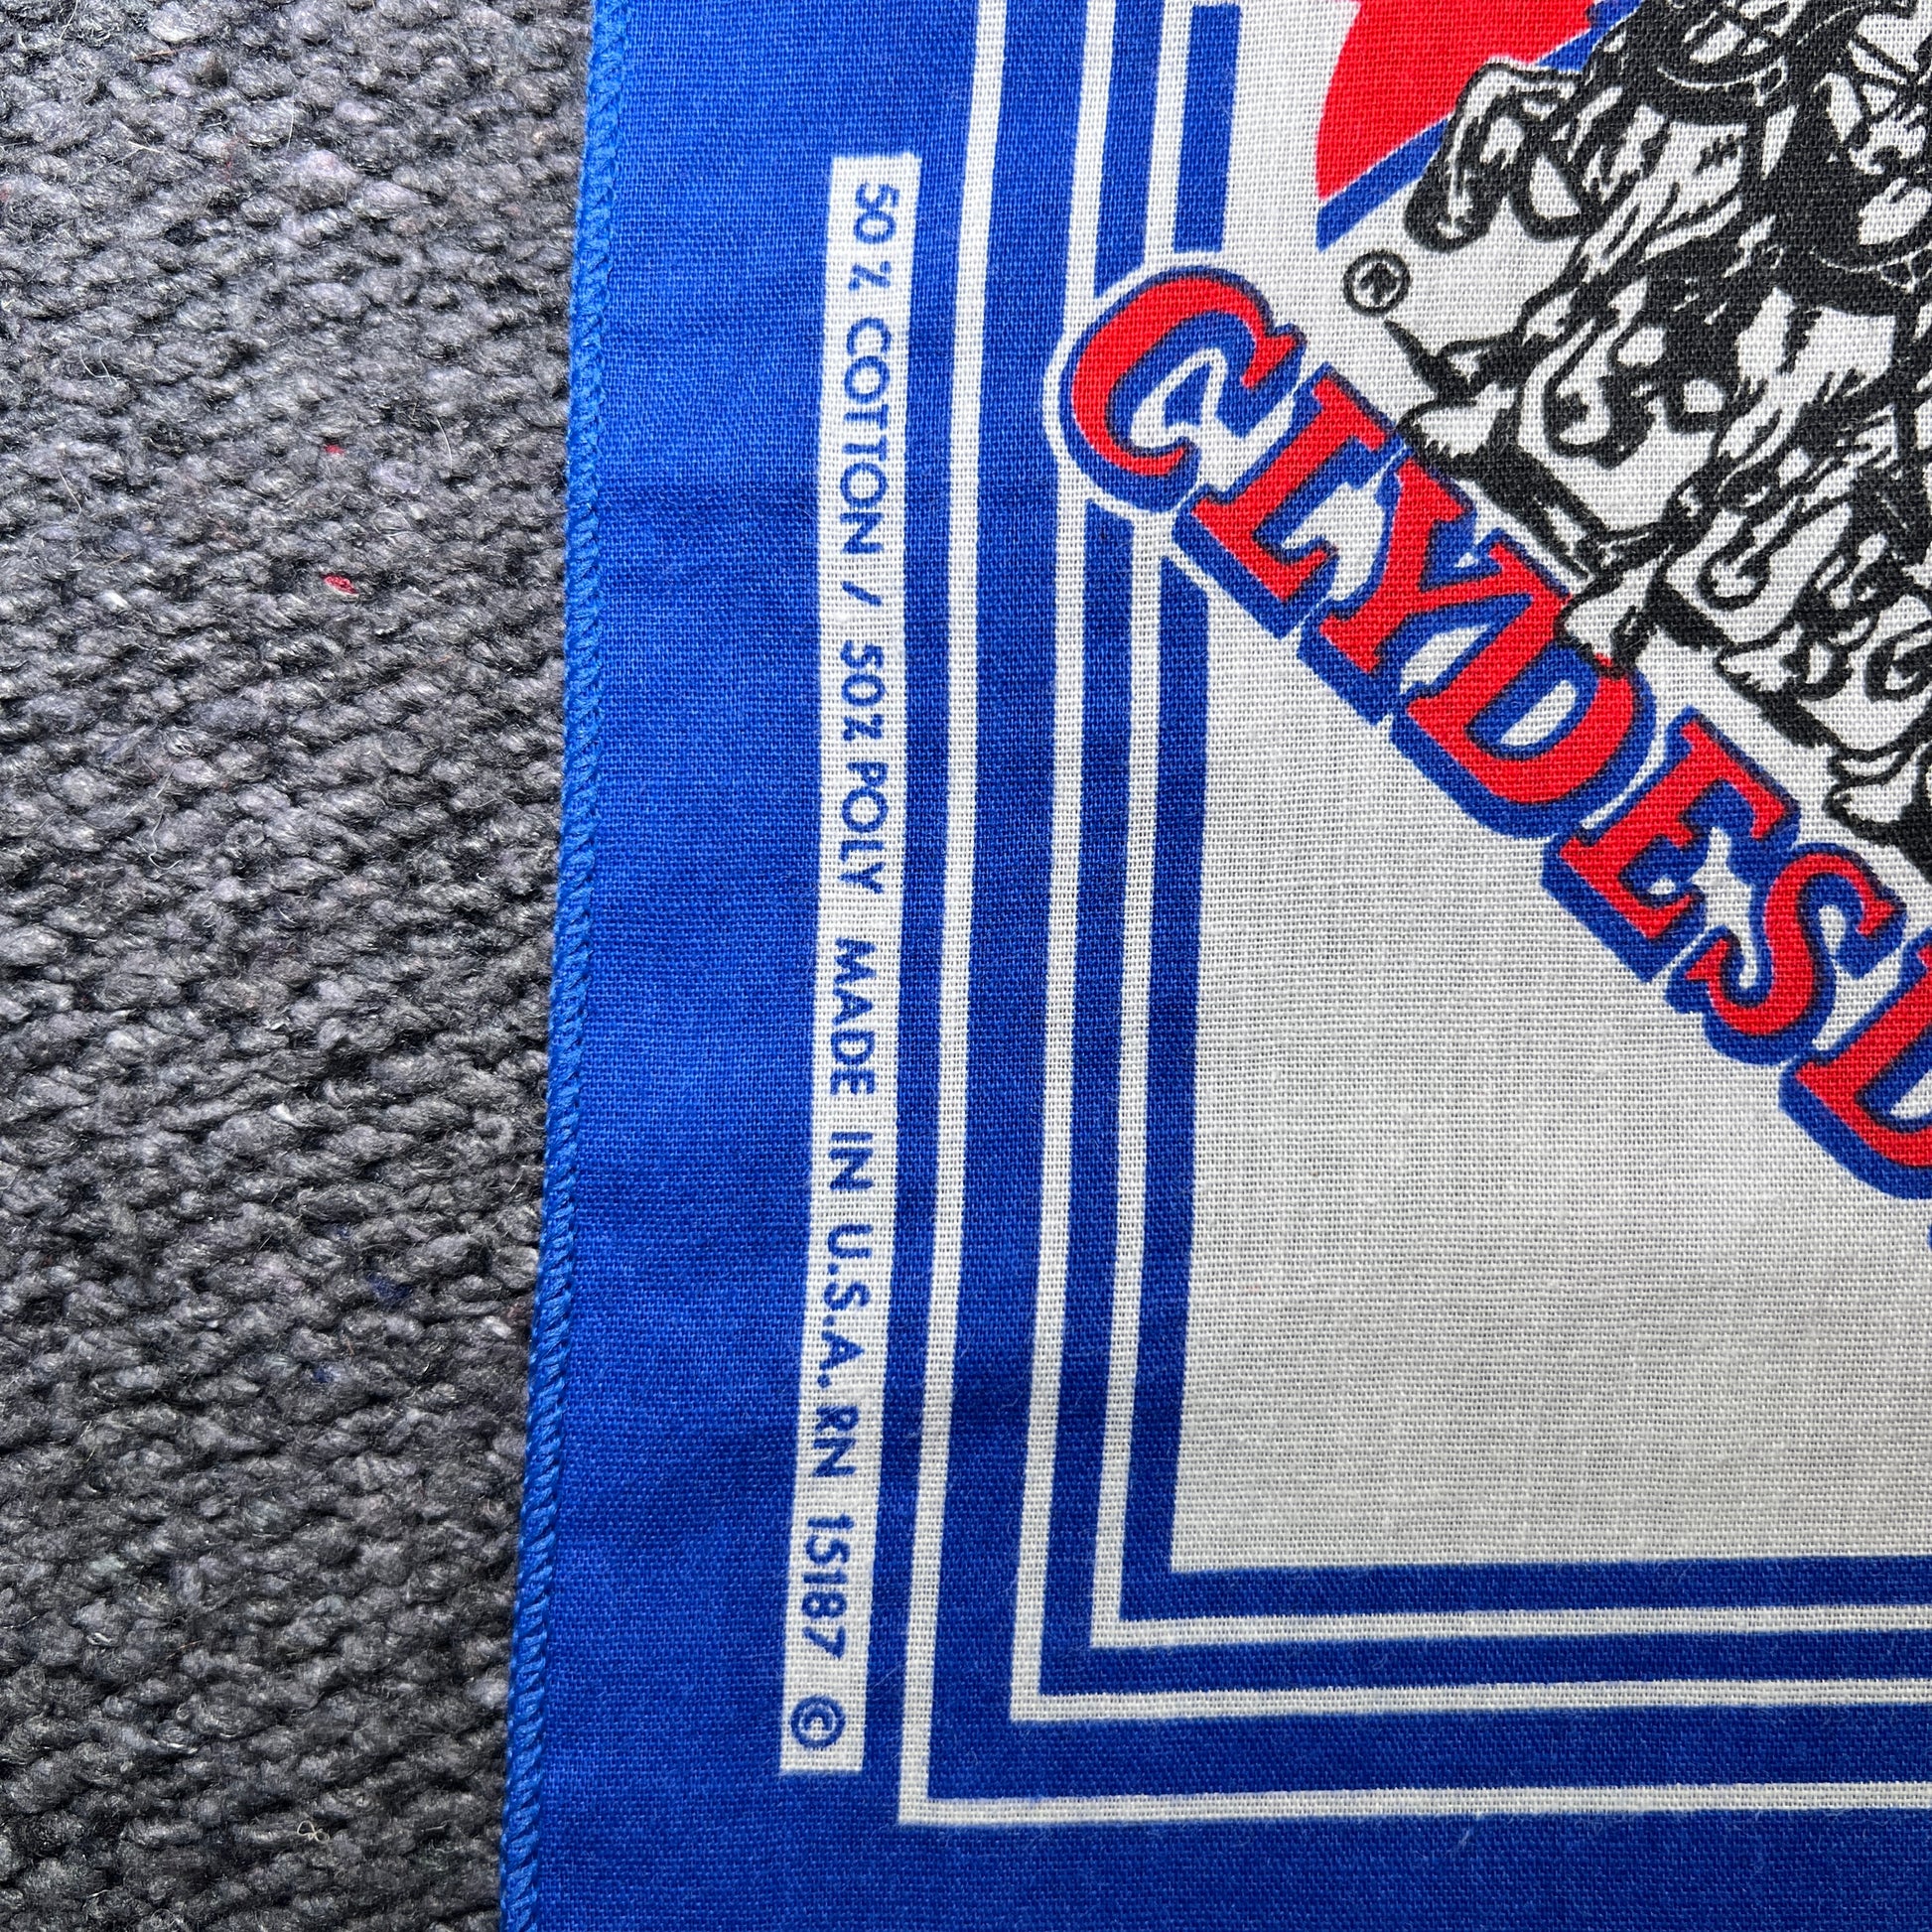 50 % COTTON / 50% POLY MADE IN U.S.A. RN 15187 ©
®
CLYDESD